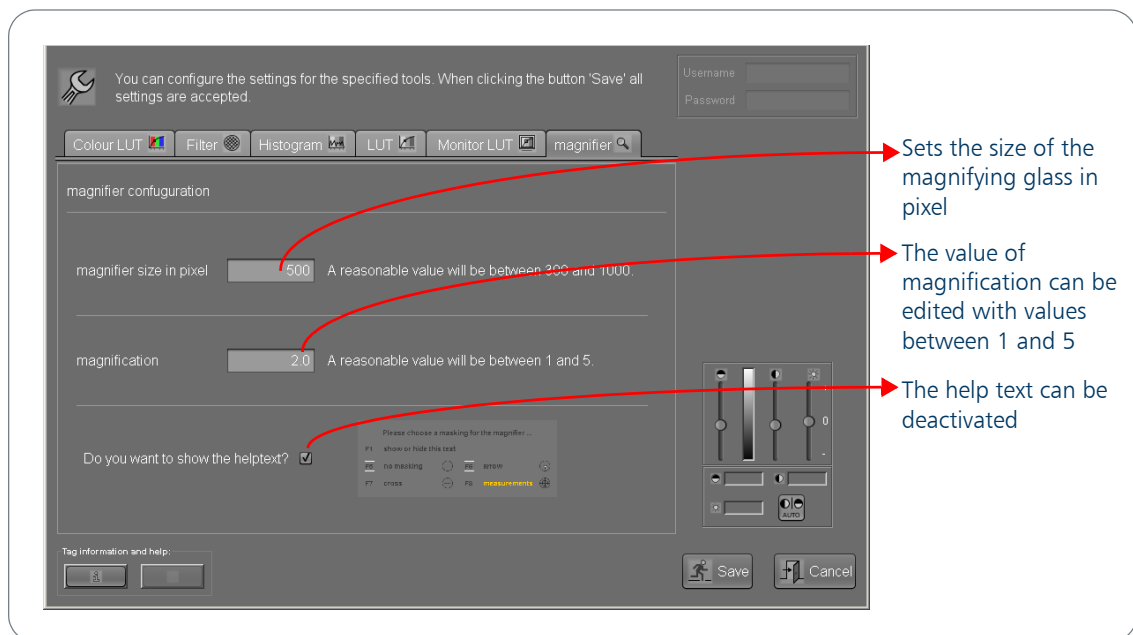 You can configure the settings for the specified tools. When clicking the button 'Save' all
settings are accepted.
Username
Password
Colour LUT
Filter
Histogram
LUT
Monitor LUT
magnifier
magnifier confuguration
magnifier size in pixel
500
A reasonable value will be between 300 and 1000.
magnification
2.0
A reasonable value will be between 1 and 5.
Do you want to show the helptext?
Please choose a masking for the magnifier ...
F1 show or hide this text
F5 no masking F6 arrow
F7 cross F8 measurements
+
0
-
AUTO
Tag information and help:
Save
Cancel
Sets the size of the
magnifying glass in
pixel
The value of
magnification can be
edited with values
between 1 and 5
The help text can be
deactivated